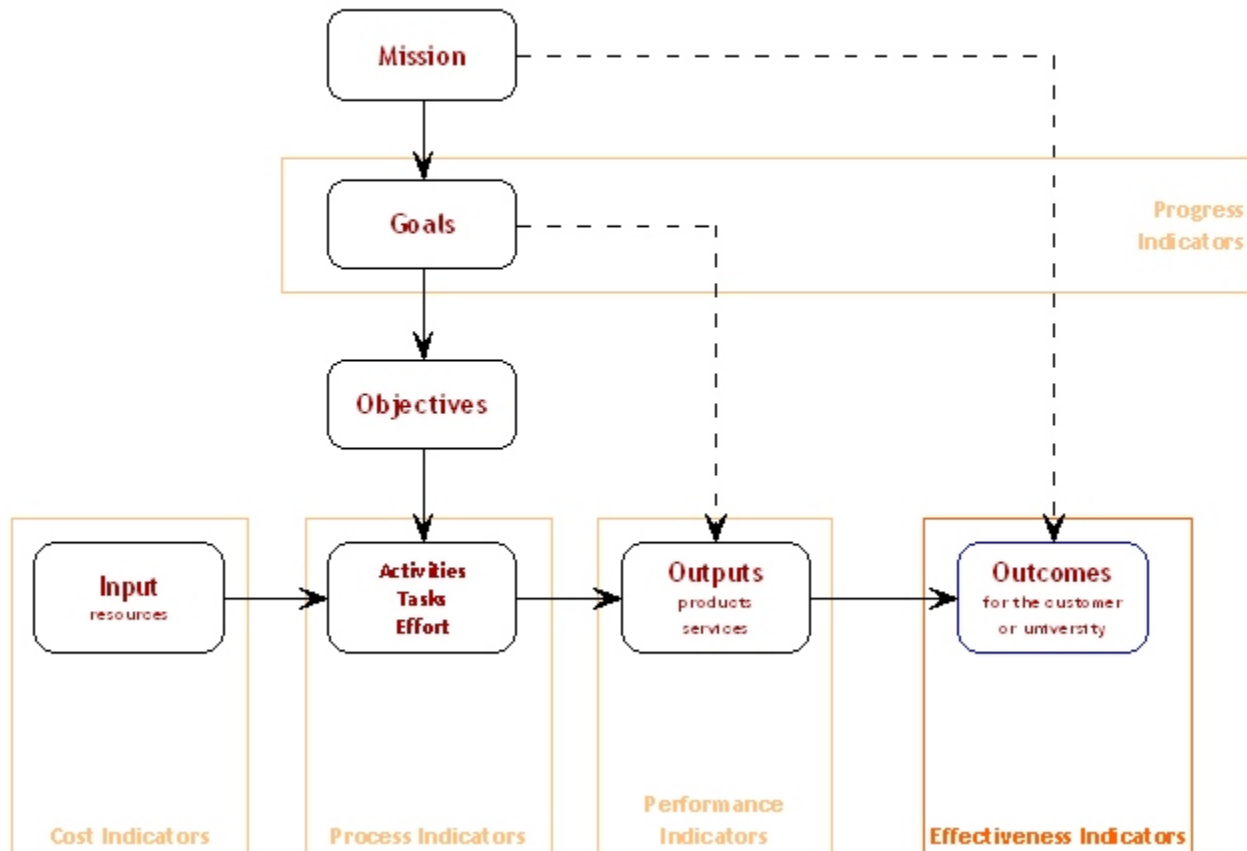 Mission
Goals
Progress
Indicators
Objectives
Input
resources
Activities
Tasks
Effort
Outputs
products
services
Outcomes
for the customer
or university
Cost Indicators
Process Indicators
Performance
Indicators
Effectiveness Indicators